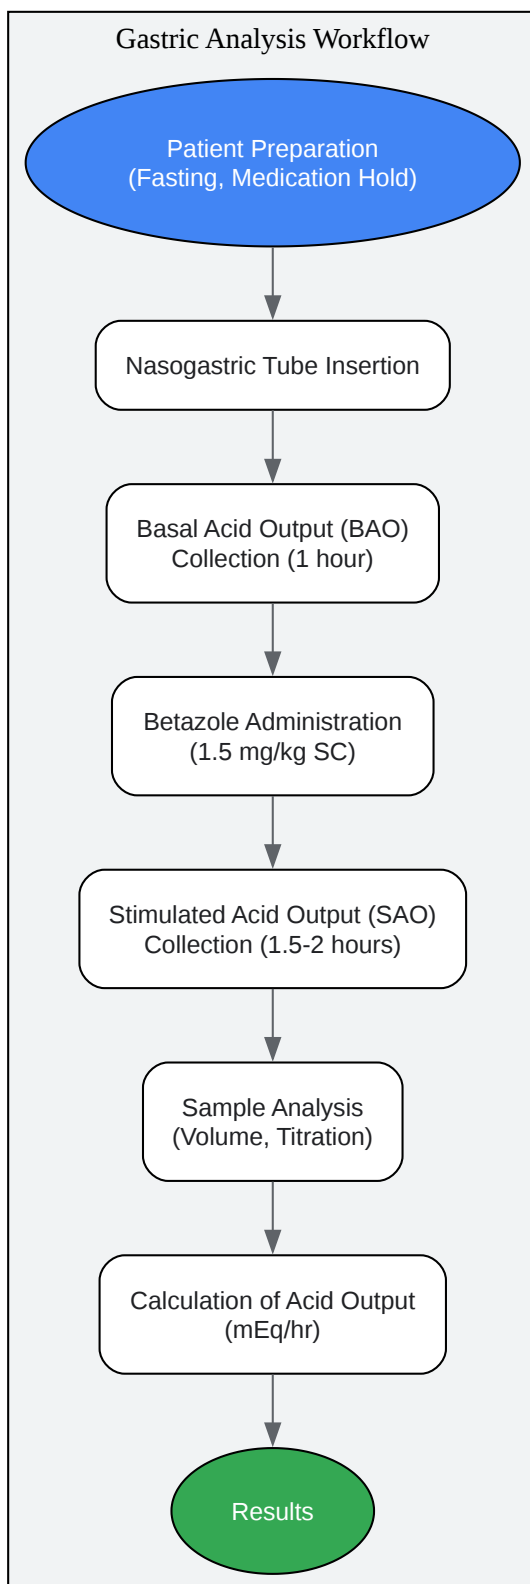 Gastric Analysis Workflow
Patient Preparation
(Fasting, Medication Hold)
Nasogastric Tube Insertion
Basal Acid Output (BAO)
Collection (1 hour)
Betazole Administration
(1.5 mg/kg SC)
Stimulated Acid Output (SAO)
Collection (1.5-2 hours)
Sample Analysis
(Volume, Titration)
Calculation of Acid Output
(mEq/hr)
Results